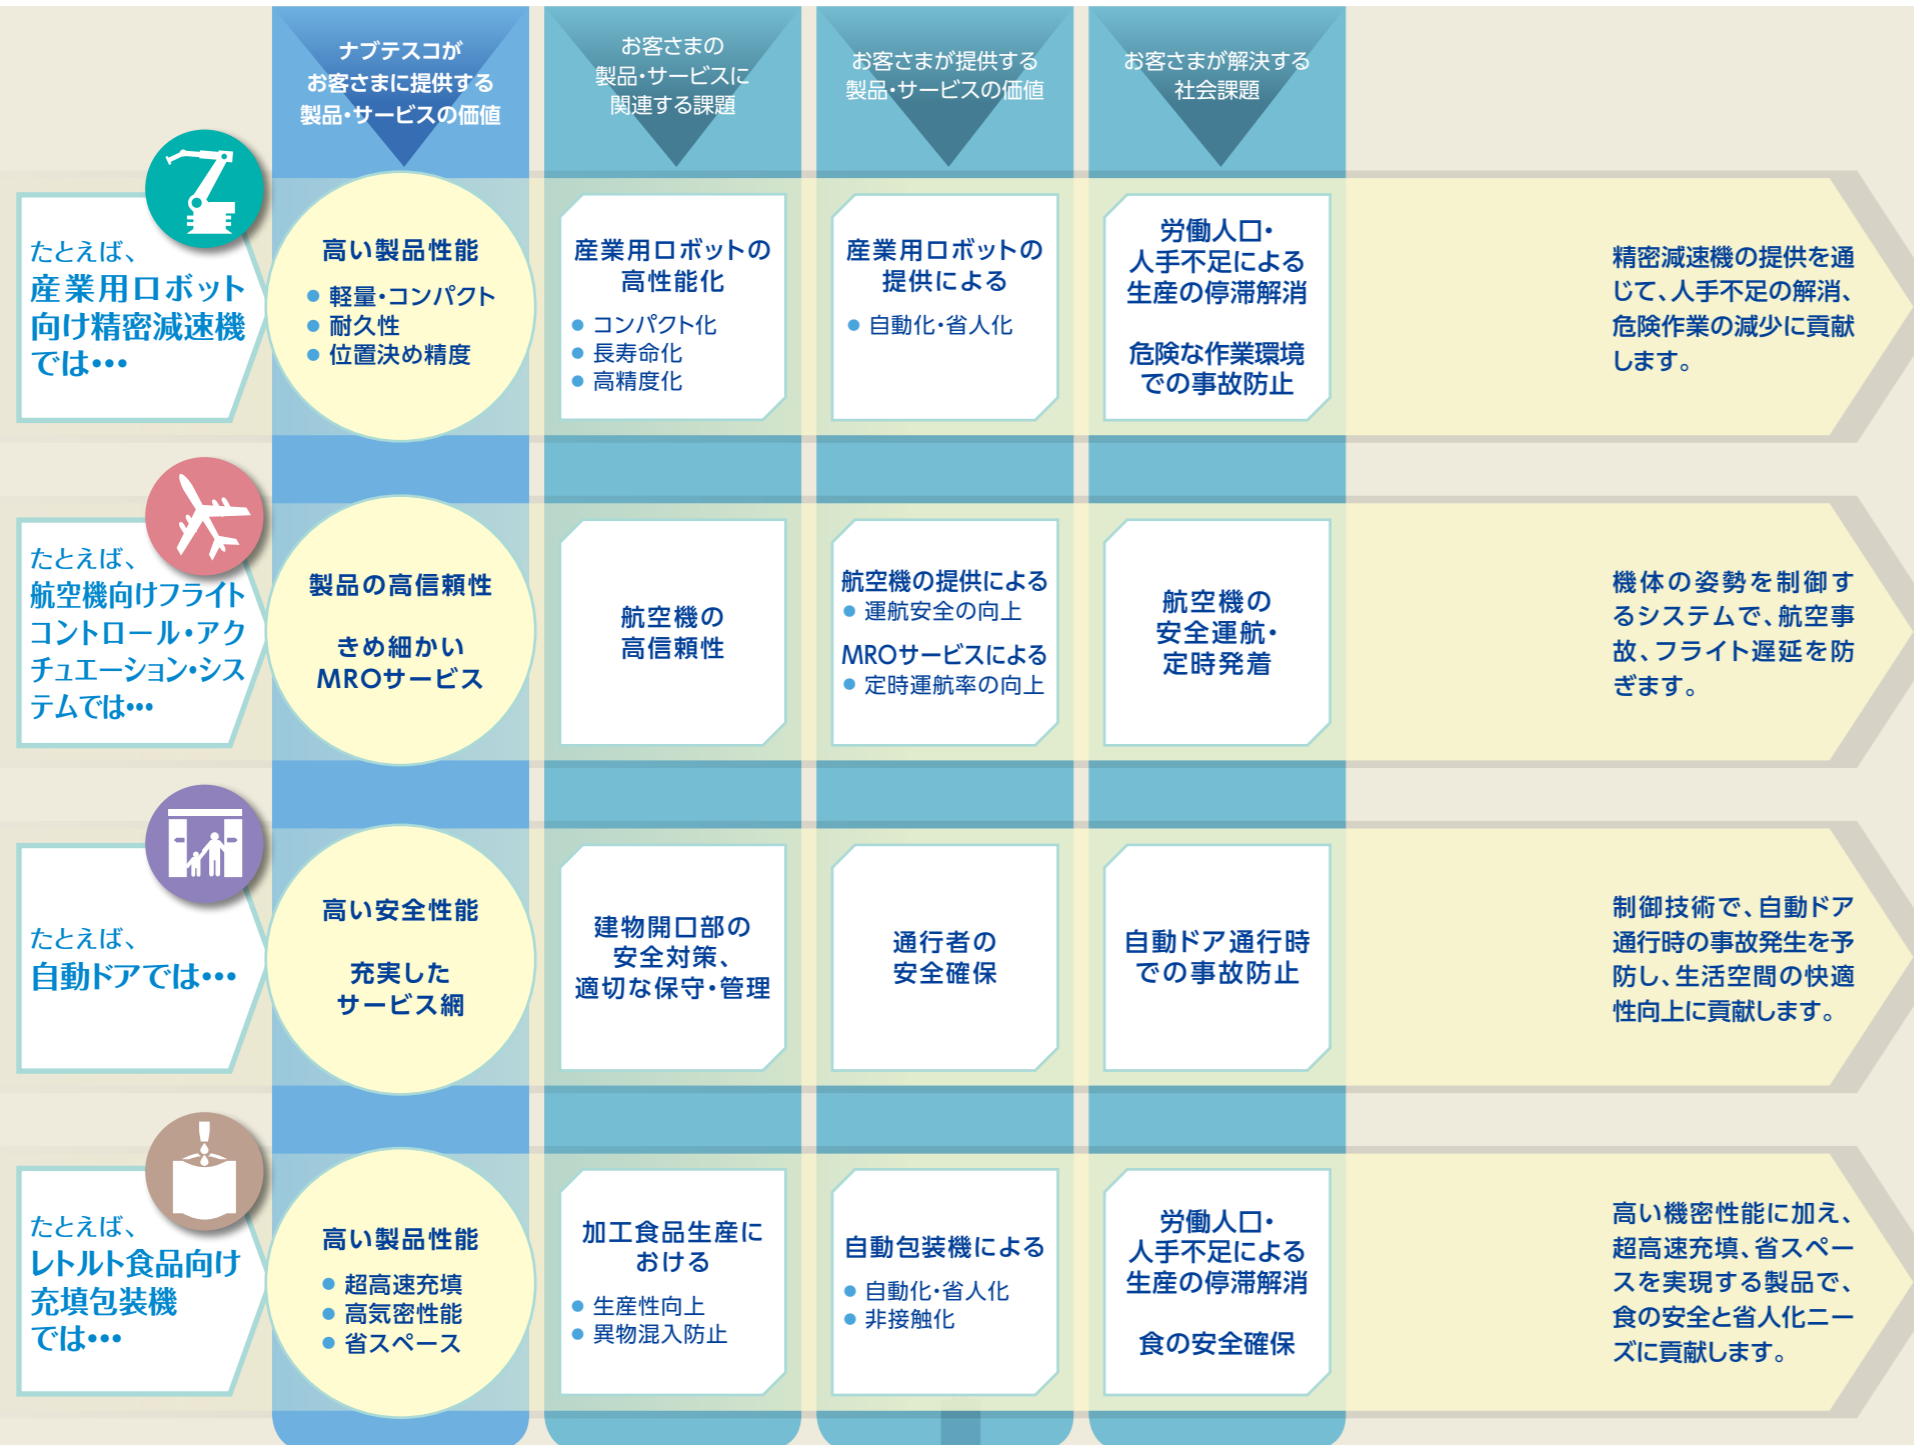 ナブテスコが
お客さまに提供する
製品・サービスの価値
お客さまの
製品・サービスに
関連する課題
お客さまが提供する
製品・サービスの価値
お客さまが解決する
社会課題
たとえば、
産業用ロボット
向け精密減速機
では・・・
高い製品性能
● 軽量・コンパクト
● 耐久性
● 位置決め精度
産業用ロボットの
高性能化
● コンパクト化
● 長寿命化
● 高精度化
産業用ロボットの
提供による
● 自動化・省人化
労働人口・
人手不足による
生産の停滞解消
危険な作業環境
での事故防止
精密減速機の提供を通
じて、人手不足の解消、
危険作業の減少に貢献
します。
たとえば、
航空機向けフライト
コントロール・アク
チュエーション・シス
テムでは・・・
製品の高信頼性
きめ細かい
MROサービス
航空機の
高信頼性
航空機の提供による
● 運航安全の向上
MROサービスによる
● 定時運航率の向上
航空機の
安全運航・
定時発着
機体の姿勢を制御す
るシステムで、航空事
故、フライト遅延を防
ぎます。
たとえば、
自動ドアでは・・・
高い安全性能
充実した
サービス網
建物開口部の
安全対策、
適切な保守・管理
通行者の
安全確保
自動ドア通行時
での事故防止
制御技術で、自動ドア
通行時の事故発生を予
防し、生活空間の快適
性向上に貢献します。
たとえば、
レトルト食品向け
充填包装機
では・・・
高い製品性能
● 超高速充填
● 高気密性能
● 省スペース
加工食品生産に
おける
● 生産性向上
● 異物混入防止
自動包装機による
● 自動化・省人化
● 非接触化
労働人口・
人手不足による
生産の停滞解消
食の安全確保
高い機密性能に加え、
超高速充填、省スペー
スを実現する製品で、
食の安全と省人化ニー
ズに貢献します。